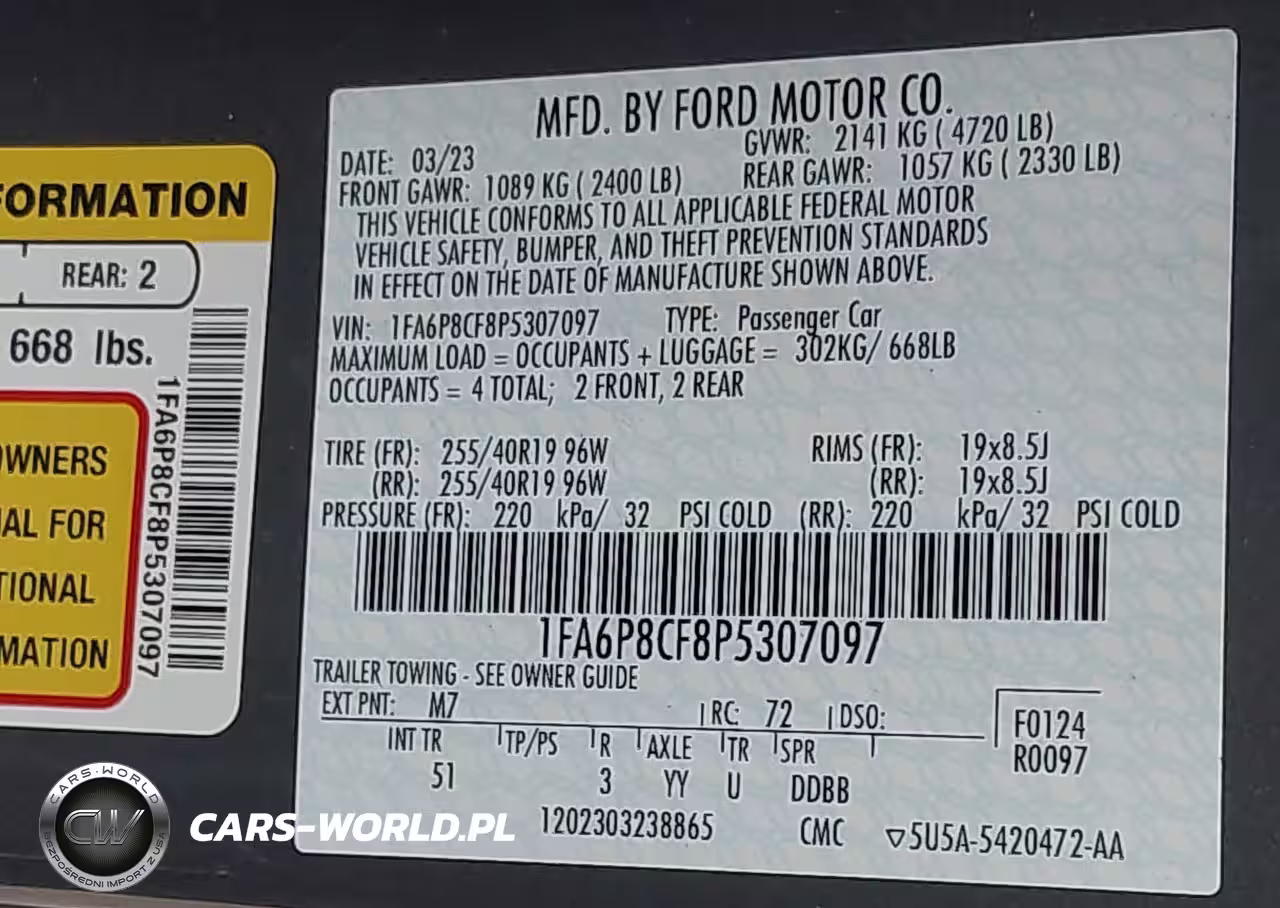 FORMATION
REAR: 2
668 lbs.
1FA6P8CF8P5307097
OWNERS
AL FOR
TIONAL
MATION
MFD. BY FORD MOTOR CO.
DATE: 03/23 GVWR: 2141 KG ( 4720 LB)
FRONT GAWR: 1089 KG ( 2400 LB) REAR GAWR: 1057 KG ( 2330 LB)
THIS VEHICLE CONFORMS TO ALL APPLICABLE FEDERAL MOTOR
VEHICLE SAFETY, BUMPER, AND THEFT PREVENTION STANDARDS
IN EFFECT ON THE DATE OF MANUFACTURE SHOWN ABOVE.
VIN: 1FA6P8CF8P5307097 TYPE: Passenger Car
MAXIMUM LOAD = OCCUPANTS + LUGGAGE = 302KG/ 668LB
OCCUPANTS = 4 TOTAL; 2 FRONT, 2 REAR
TIRE (FR): 255/40R19 96W RIMS (FR): 19x8.5J
(RR): 255/40R19 96W (RR): 19x8.5J
PRESSURE (FR): 220 kPa/ 32 PSI COLD (RR): 220 kPa/ 32 PSI COLD
1FA6P8CF8P5307097
TRAILER TOWING - SEE OWNER GUIDE
EXT PNT: M7 RC: 72 DSO: F0124
INT TR TP/PS R AXLE TR SPR R0097
51 3 YY U DDBB
1202303238865 CMC ▽5U5A-5420472-AA
CARS-WORLD
CW
BEZPOŚREDNI IMPORT Z USA
CARS-WORLD.PL